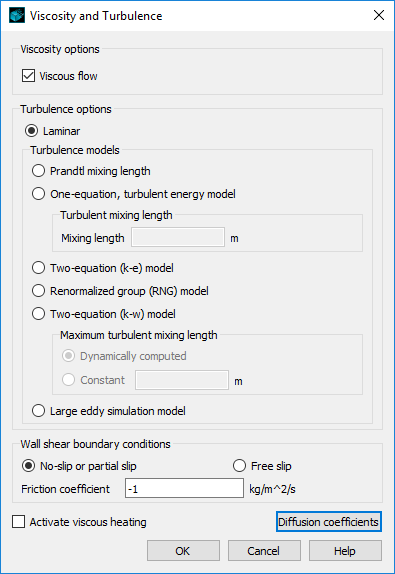 Viscosity and Turbulence
Viscosity options
Viscous flow
Turbulence options
Laminar
Turbulence models
Prandtl mixing length
One-equation, turbulent energy model
Turbulent mixing length
Mixing length m
Two-equation (k-e) model
Renormalized group (RNG) model
Two-equation (k-w) model
Maximum turbulent mixing length
Dynamically computed
Constant m
Large eddy simulation model
Wall shear boundary conditions
No-slip or partial slip Free slip
Friction coefficient -1 kg/m^2/s
Activate viscous heating Diffusion coefficients
OK Cancel Help